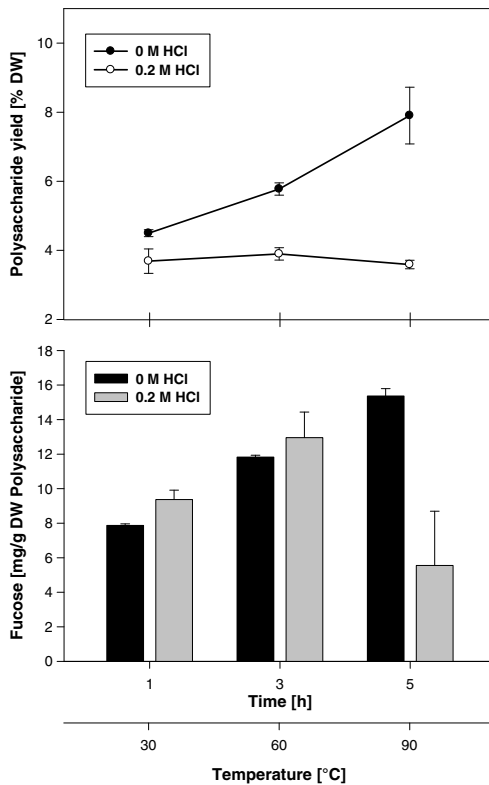 10
8
6
4
2
Polysaccharide yield [% DW]
0 M HCl
0.2 M HCl
18
16
14
12
10
8
6
4
2
0
Fucose [mg/g DW Polysaccharide]
0 M HCl
0.2 M HCl
1 3 5
Time [h]
30 60 90
Temperature [°C]